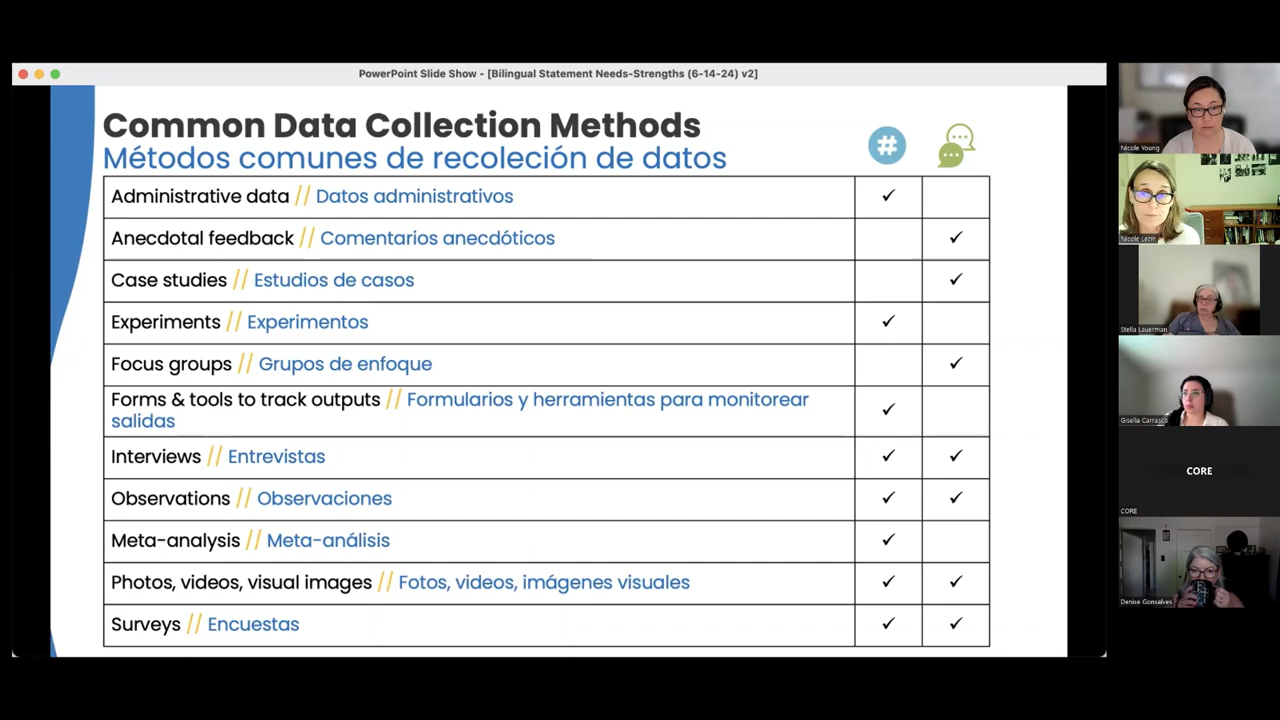 PowerPoint Slide Show - [Bilingual Statement Needs-Strengths (6-14-24) v2]
Common Data Collection Methods
Métodos comunes de recoleción de datos
#
Administrative data // Datos administrativos ✓
Anecdotal feedback // Comentarios anecdóticos ✓
Case studies // Estudios de casos ✓
Experiments // Experimentos ✓
Focus groups // Grupos de enfoque ✓
Forms & tools to track outputs // Formularios y herramientas para monitorear
salidas ✓
Interviews // Entrevistas ✓ ✓
Observations // Observaciones ✓ ✓
Meta-analysis // Meta-análisis ✓
Photos, videos, visual images // Fotos, videos, imágenes visuales ✓ ✓
Surveys // Encuestas ✓ ✓
Nicole Young
Nicole Lezin
Stella Lauerman
Gisella Carrasco
CORE
CORE
Denise Gonsalves